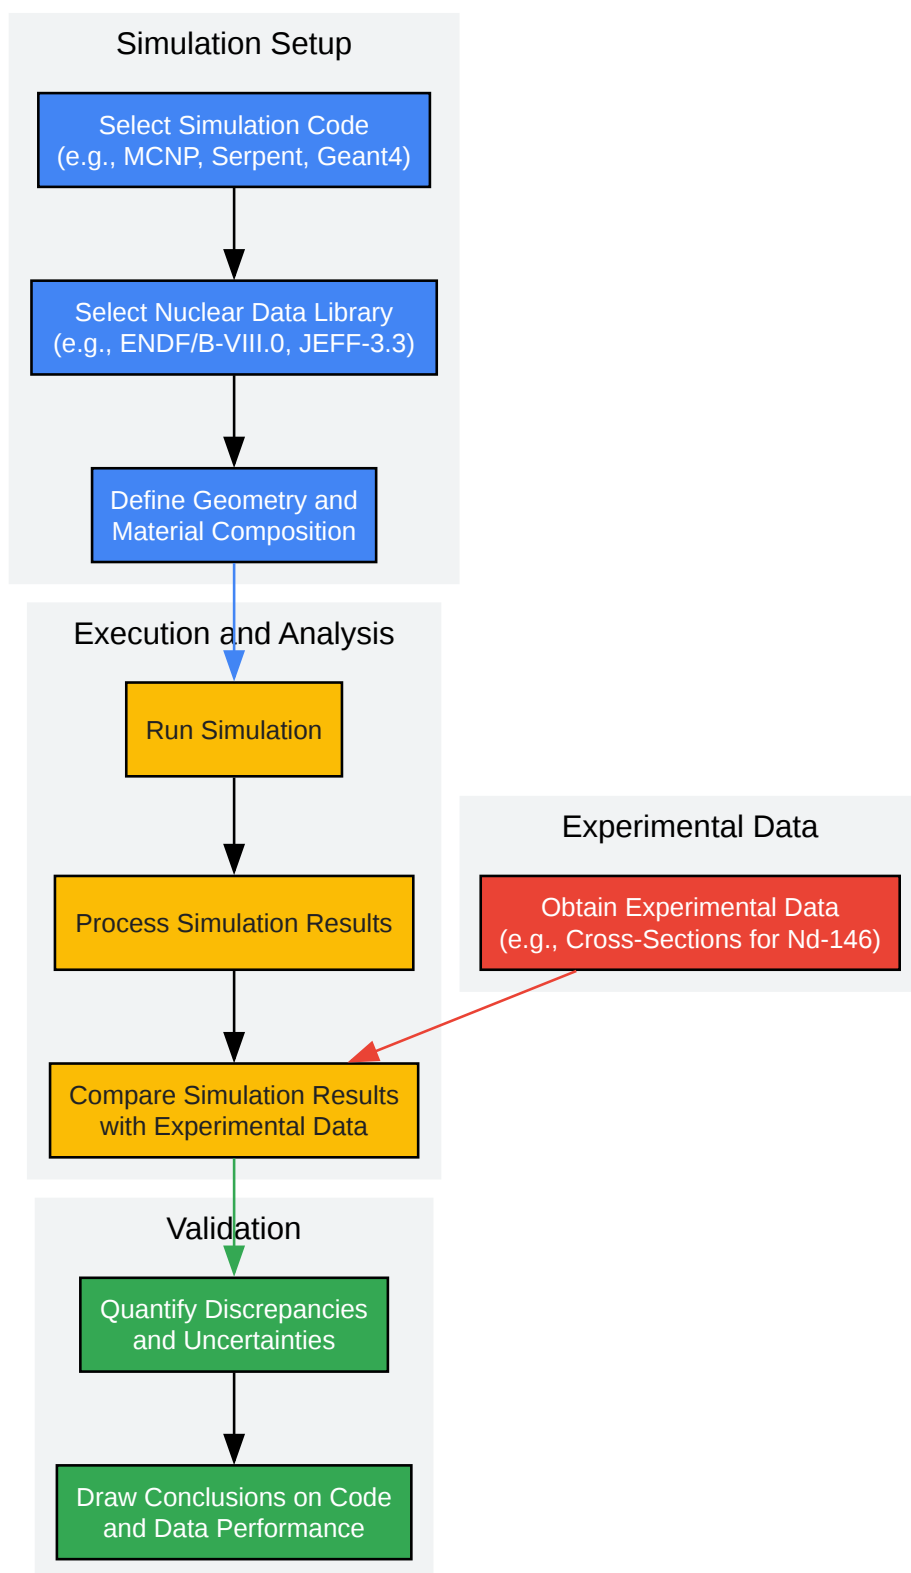 Simulation Setup
Select Simulation Code
(e.g., MCNP, Serpent, Geant4)
Select Nuclear Data Library
(e.g., ENDF/B-VIII.0, JEFF-3.3)
Define Geometry and
Material Composition
Execution and Analysis
Run Simulation
Experimental Data
Obtain Experimental Data
(e.g., Cross-Sections for Nd-146)
Process Simulation Results
Compare Simulation Results
with Experimental Data
Validation
Quantify Discrepancies
and Uncertainties
Draw Conclusions on Code
and Data Performance